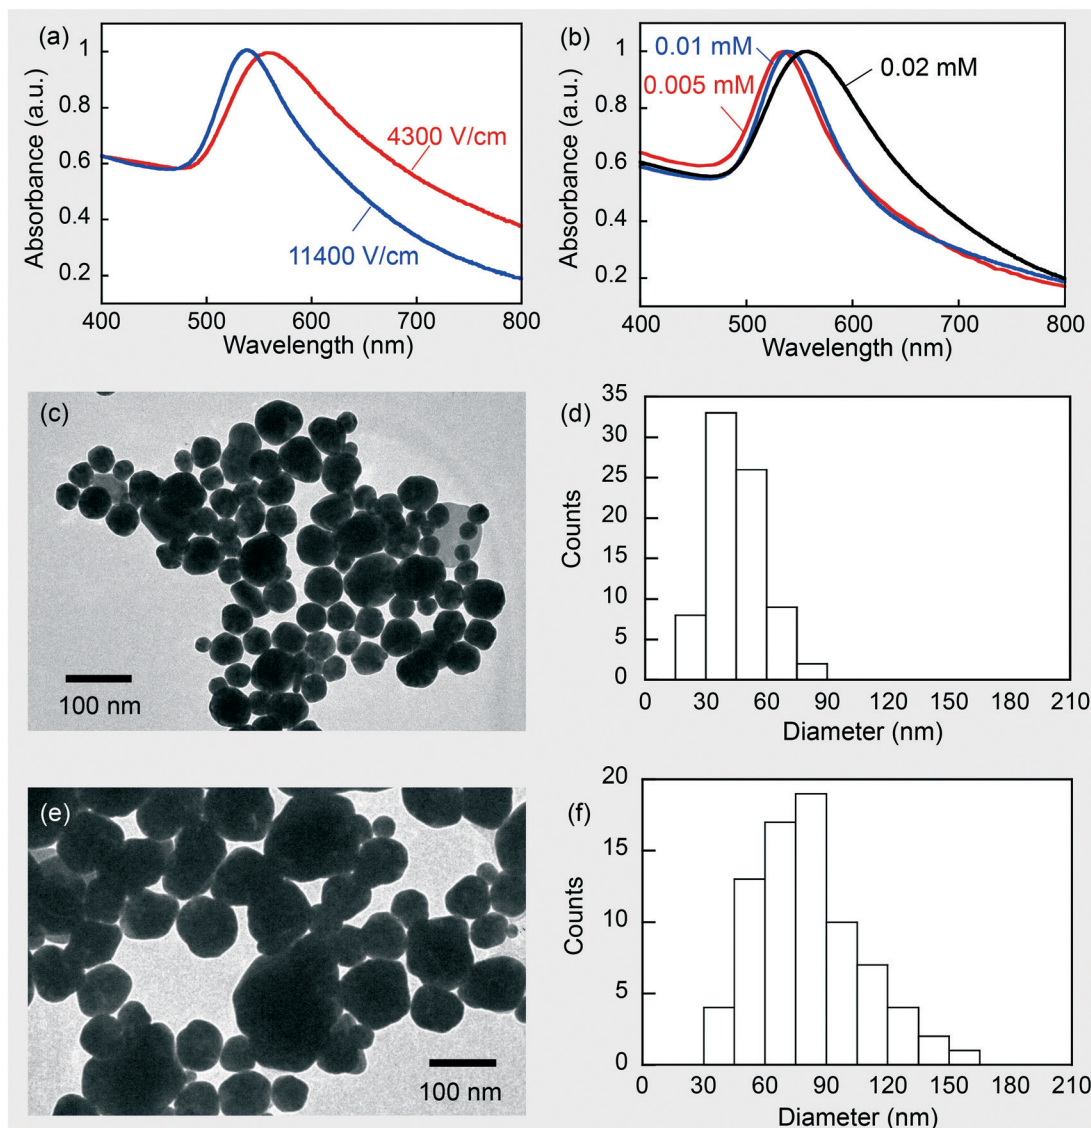 (a)
1
0.8
0.6
0.4
0.2
Absorbance (a.u.)
4300 V/cm
11400 V/cm
400 500 600 700 800
Wavelength (nm)
(b)
1
0.8
0.6
0.4
0.2
Absorbance (a.u.)
0.01 mM
0.005 mM
0.02 mM
400 500 600 700 800
Wavelength (nm)
(c)
100 nm
(d)
35
30
25
20
15
10
5
0
Counts
0 30 60 90 120 150 180 210
Diameter (nm)
(e)
100 nm
(f)
20
15
10
5
0
Counts
0 30 60 90 120 150 180 210
Diameter (nm)